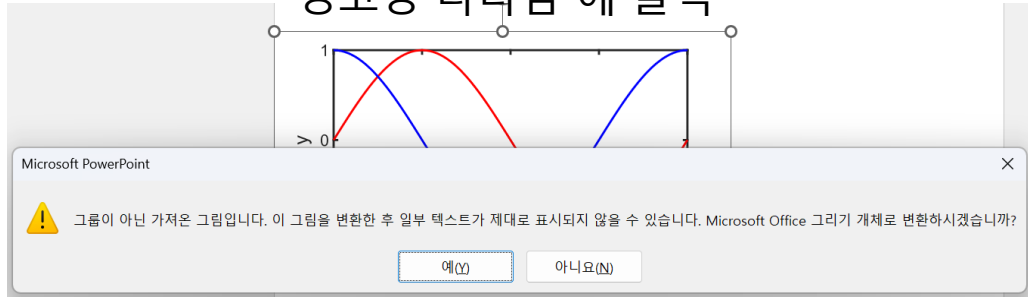 에
1
y
0
Microsoft PowerPoint
그룹이 아닌 가져온 그림입니다. 이 그림을 변환한 후 일부 텍스트가 제대로 표시되지 않을 수 있습니다. Microsoft Office 그리기 개체로 변환하시겠습니까?
예(Y)
아니요(N)